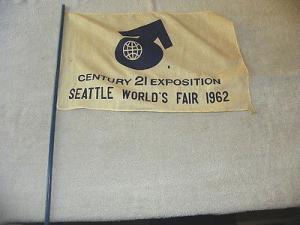 CENTURY 21 EXPOSITION
SEATTLE WORLD'S FAIR 1962